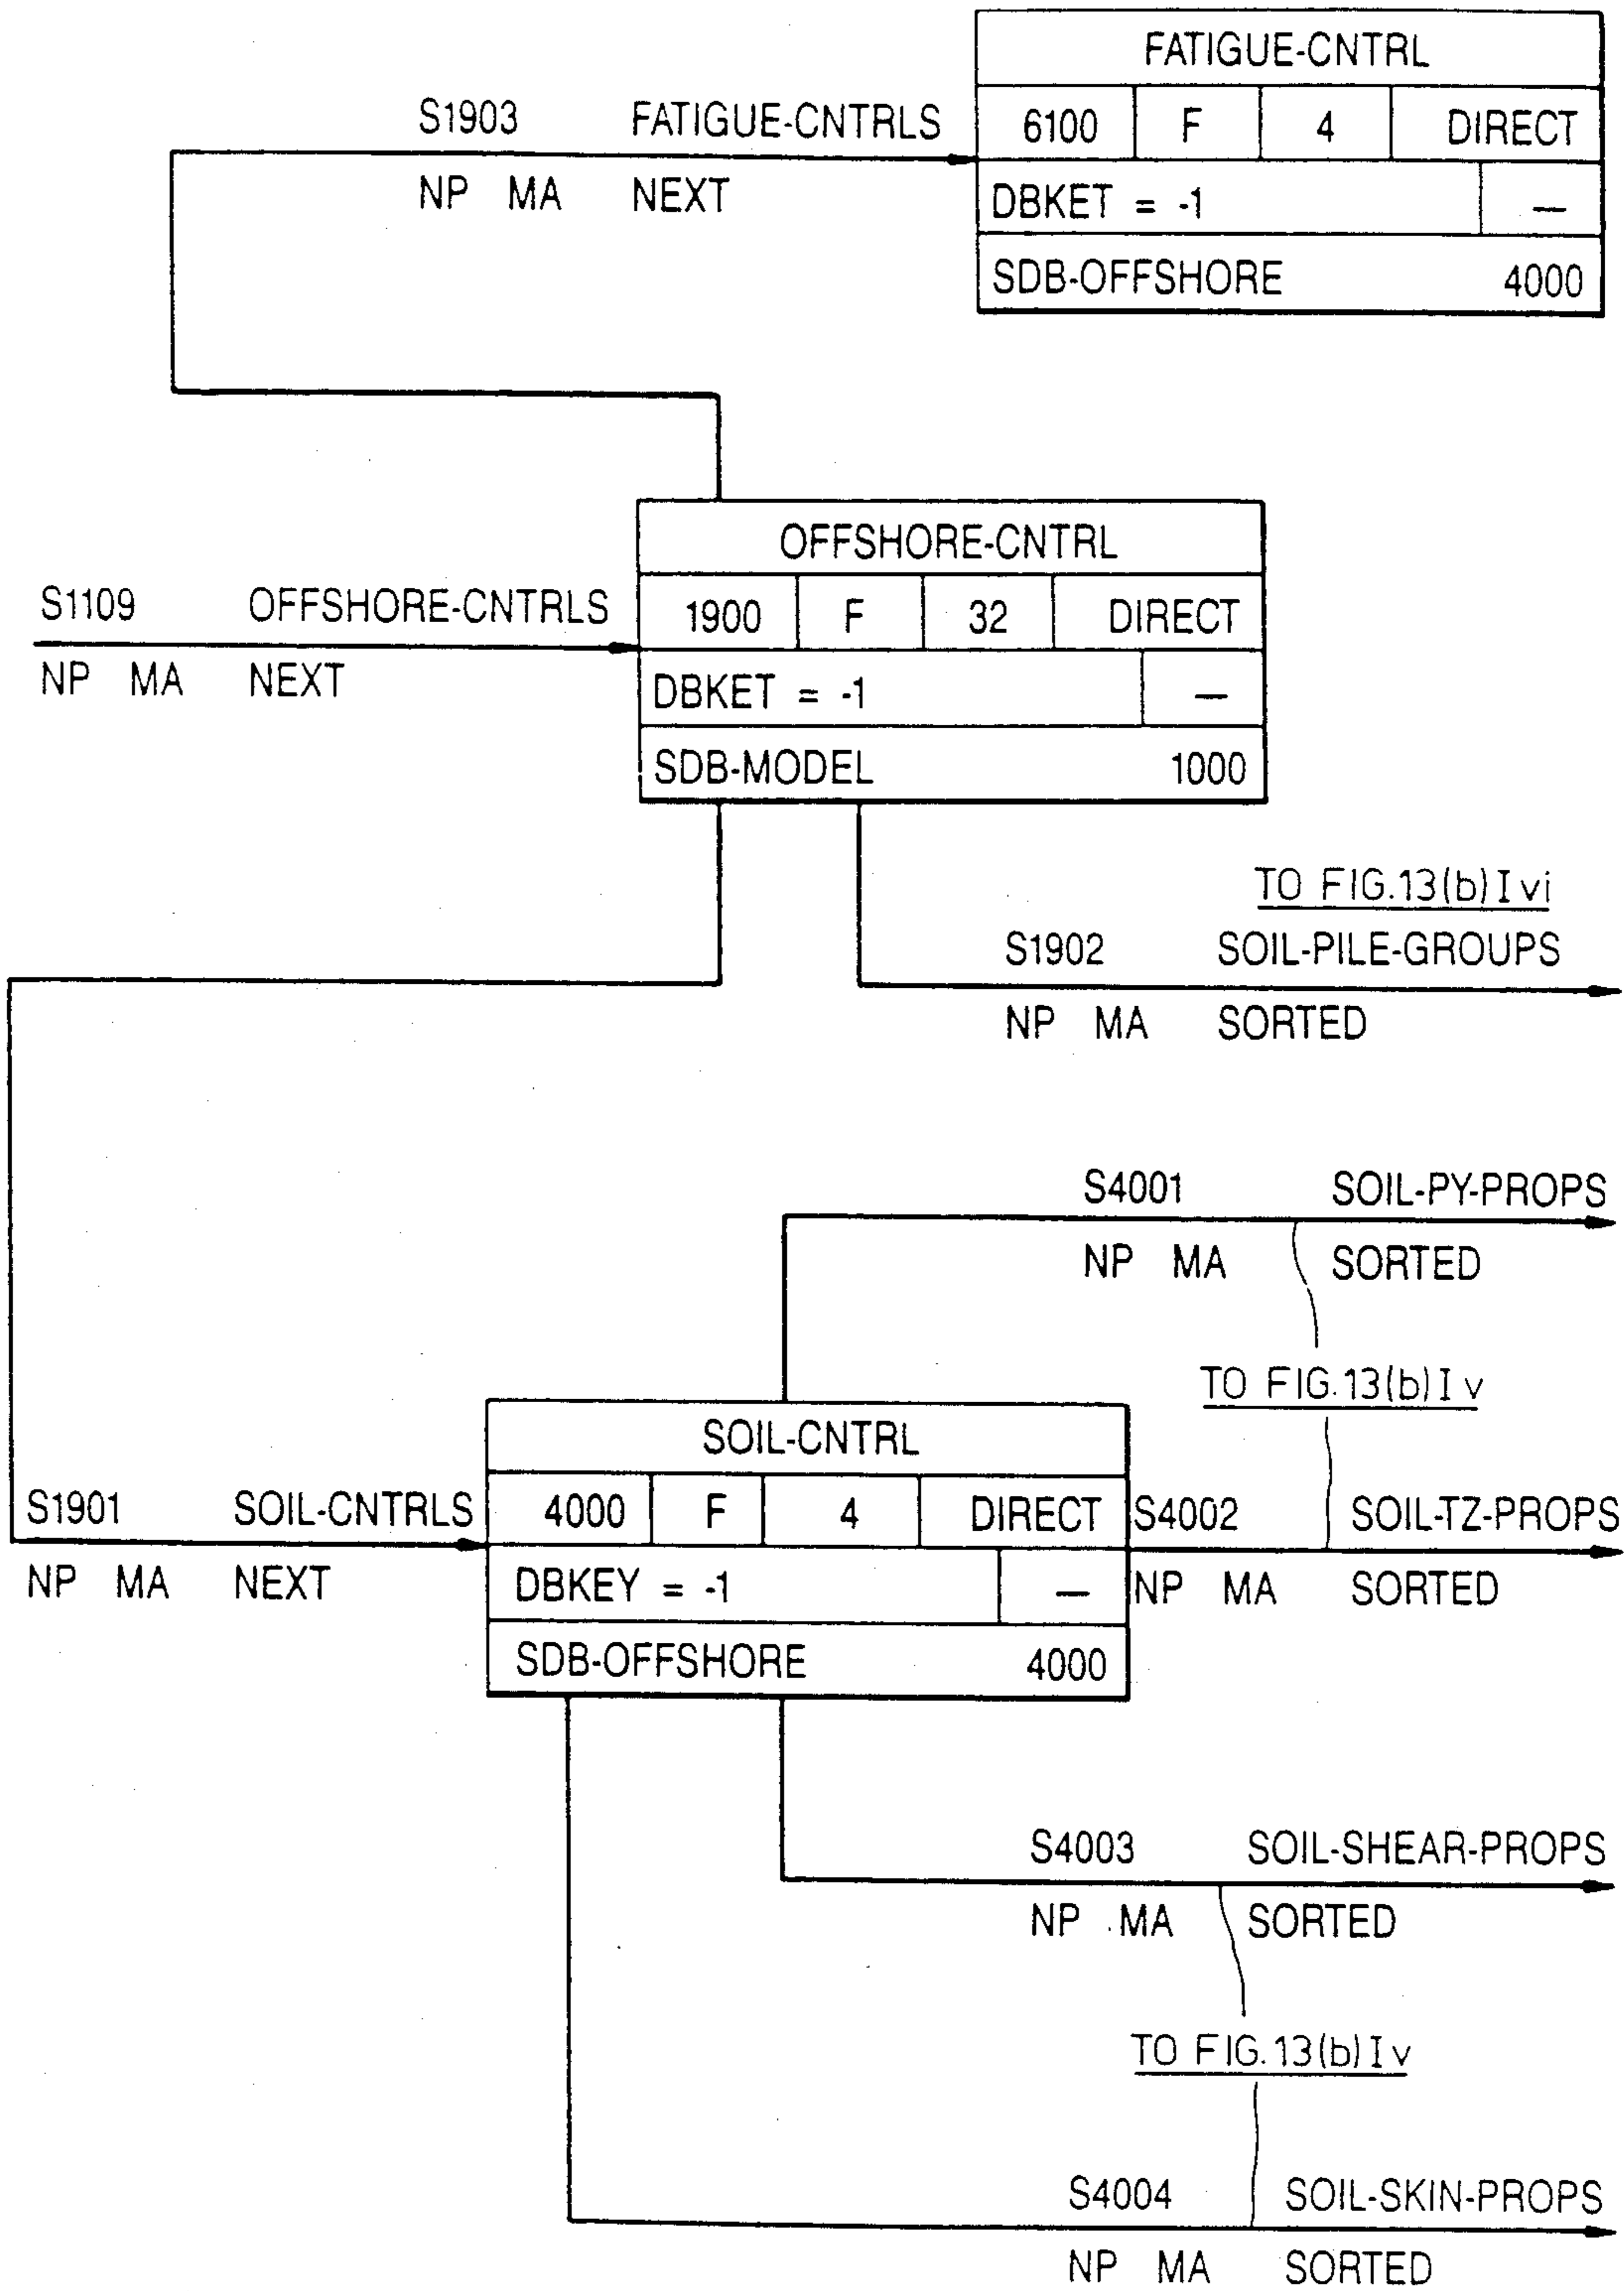 FATIGUE-CNTRL
S1903 FATIGUE-CNTRLS
6100 F 4 DIRECT
NP MA NEXT
DBKET = -1 —
SDB-OFFSHORE 4000
OFFSHORE-CNTRL
S1109 OFFSHORE-CNTRLS
1900 F 32 DIRECT
NP MA NEXT
DBKET = -1 —
SDB-MODEL 1000
TO FIG.13(b)I vi
S1902 SOIL-PILE-GROUPS
NP MA SORTED
S4001 SOIL-PY-PROPS
NP MA SORTED
TO FIG.13(b)I v
SOIL-CNTRL
S1901 SOIL-CNTRLS
4000 F 4 DIRECT
S4002 SOIL-TZ-PROPS
NP MA NEXT
DBKEY = -1 —
NP MA SORTED
SDB-OFFSHORE 4000
S4003 SOIL-SHEAR-PROPS
NP MA SORTED
TO FIG.13(b)I v
S4004 SOIL-SKIN-PROPS
NP MA SORTED